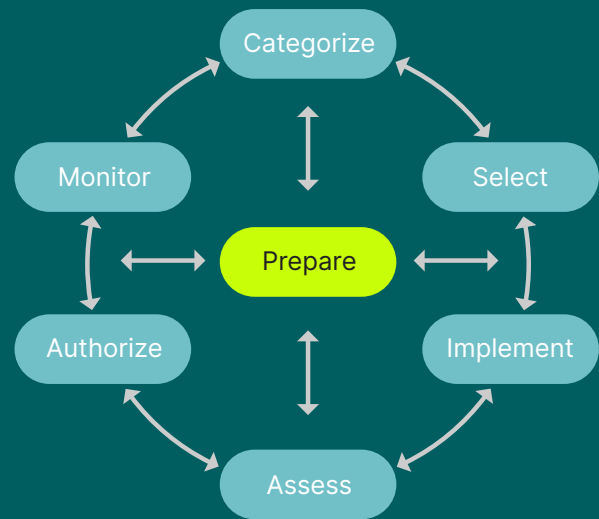 Categorize
Monitor
Select
Prepare
Authorize
Implement
Assess